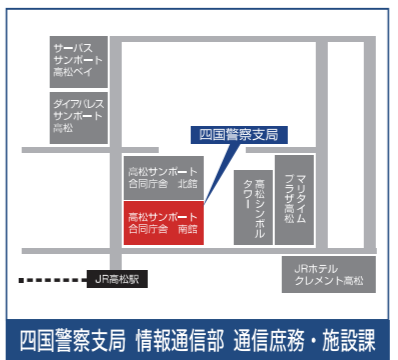 サーパス
サンポート
高松ベイ
ダイアパレス
サンポート
高松
四国警察支局
高松サンポート
合同庁舎　北館
高松サンポート
合同庁舎　南館
高松シンボル
タワー
マリタイム
プラザ高松
JR高松駅
JRホテル
クレメント高松
四国警察支局 情報通信部 通信庶務・施設課